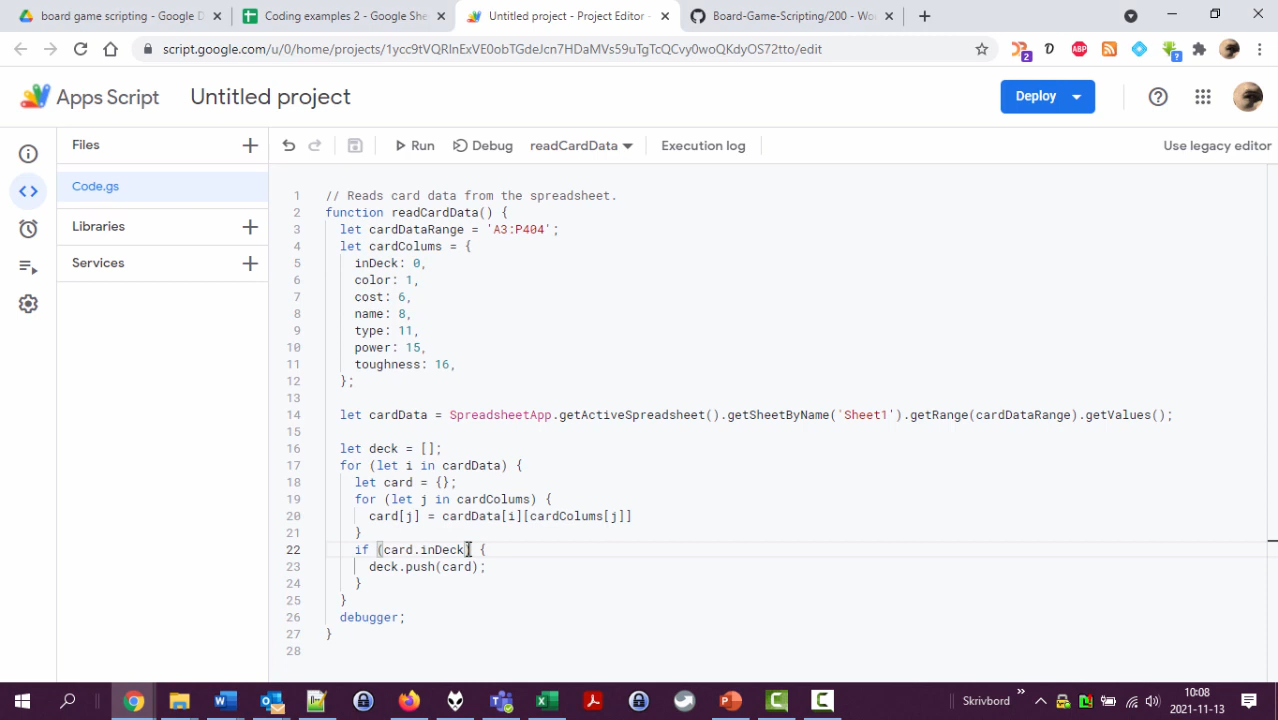 board game scripting - Google D
Coding examples 2 - Google She
Untitled project - Project Editor -
Board-Game-Scripting/200 - Wo
script.google.com/u/0/home/projects/1ycc9tVQRInExVE0obTGdeJcn7HDaMVs59uTgTcQCvy0woQKdyOS72tto/edit
2
ABP
?
Apps Script
Untitled project
Deploy
Files
Run
Debug
readCardData
Execution log
Use legacy editor
Code.gs
Libraries
Services
1 // Reads card data from the spreadsheet.
2 function readCardData() {
3 let cardDataRange = 'A3:P404';
4 let cardColums = {
5 inDeck: 0,
6 color: 1,
7 cost: 6,
8 name: 8,
9 type: 11,
10 power: 15,
11 toughness: 16,
12 };
13
14 let cardData = SpreadsheetApp.getActiveSpreadsheet().getSheetByName('Sheet1').getRange(cardDataRange).getValues();
15
16 let deck = [];
17 for (let i in cardData) {
18 let card = {};
19 for (let j in cardColums) {
20 card[j] = cardData[i][cardColums[j]]
21 }
22 if (card.inDeck) {
23 deck.push(card);
24 }
25 }
26 debugger;
27 }
28
Skrivbord
10:08
2021-11-13